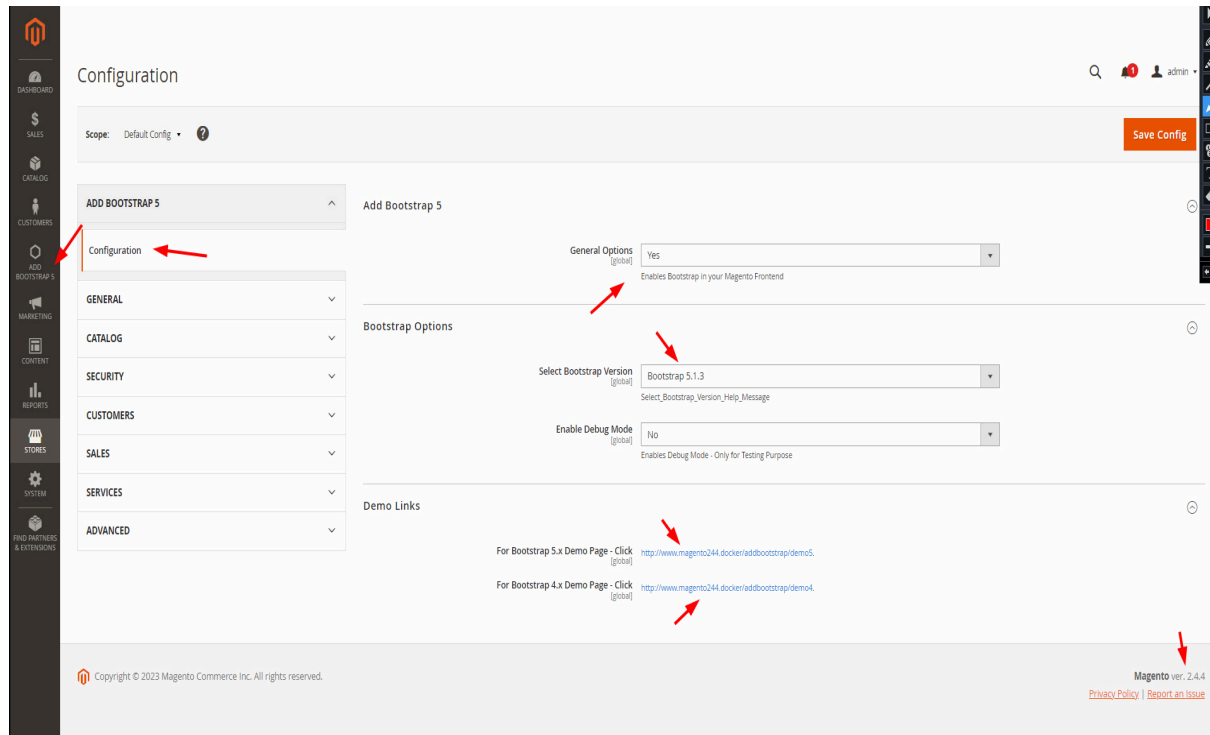 Configuration
1
admin
Scope: Default Config
?
Save Config
DASHBOARD
$
SALES
CATALOG
CUSTOMERS
ADD
BOOTSTRAP 5
MARKETING
CONTENT
REPORTS
STORES
SYSTEM
FIND PARTNERS
& EXTENSIONS
ADD BOOTSTRAP 5
Configuration
GENERAL
CATALOG
SECURITY
CUSTOMERS
SALES
SERVICES
ADVANCED
Add Bootstrap 5
General Options
[global]
Yes
Enables Bootstrap in your Magento Frontend
Bootstrap Options
Select Bootstrap Version
[global]
Bootstrap 5.1.3
Select_Bootstrap_Version_Help_Message
Enable Debug Mode
[global]
No
Enables Debug Mode - Only for Testing Purpose
Demo Links
For Bootstrap 5.x Demo Page - Click
[global]
http://www.magento244.docker/addbootstrap/demo5.
For Bootstrap 4.x Demo Page - Click
[global]
http://www.magento244.docker/addbootstrap/demo4.
Copyright © 2023 Magento Commerce Inc. All rights reserved.
Magento ver. 2.4.4
Privacy Policy | Report an Issue